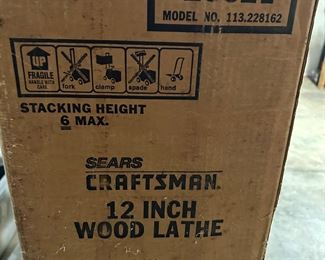 MODEL NO. 113.228162
UP
FRAGILE
HANDLE WITH
CARE
fork
clamp
spade
hand
STACKING HEIGHT
6 MAX.
SEARS
CRAFTSMAN.
12 INCH
WOOD LATHE